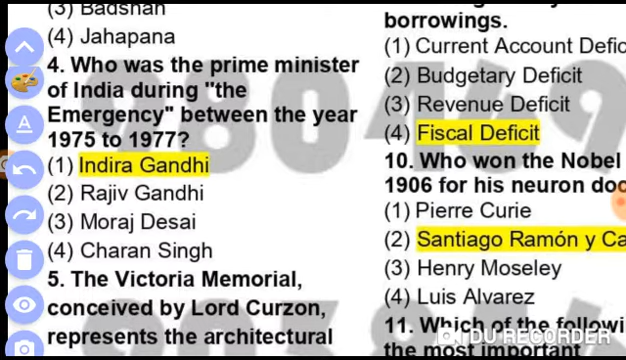 (3) Badshah
(4) Jahapana
4. Who was the prime minister
of India during "the
Emergency" between the year
1975 to 1977?
(1) Indira Gandhi
(2) Rajiv Gandhi
(3) Moraj Desai
(4) Charan Singh
5. The Victoria Memorial,
conceived by Lord Curzon,
represents the architectural
borrowings.
(1) Current Account Defic
(2) Budgetary Deficit
(3) Revenue Deficit
(4) Fiscal Deficit
10. Who won the Nobel
1906 for his neuron doc
(1) Pierre Curie
(2) Santiago Ramón y Ca
(3) Henry Moseley
(4) Luis Alvarez
11. Which of the followi
the most important
DU RECORDER
A